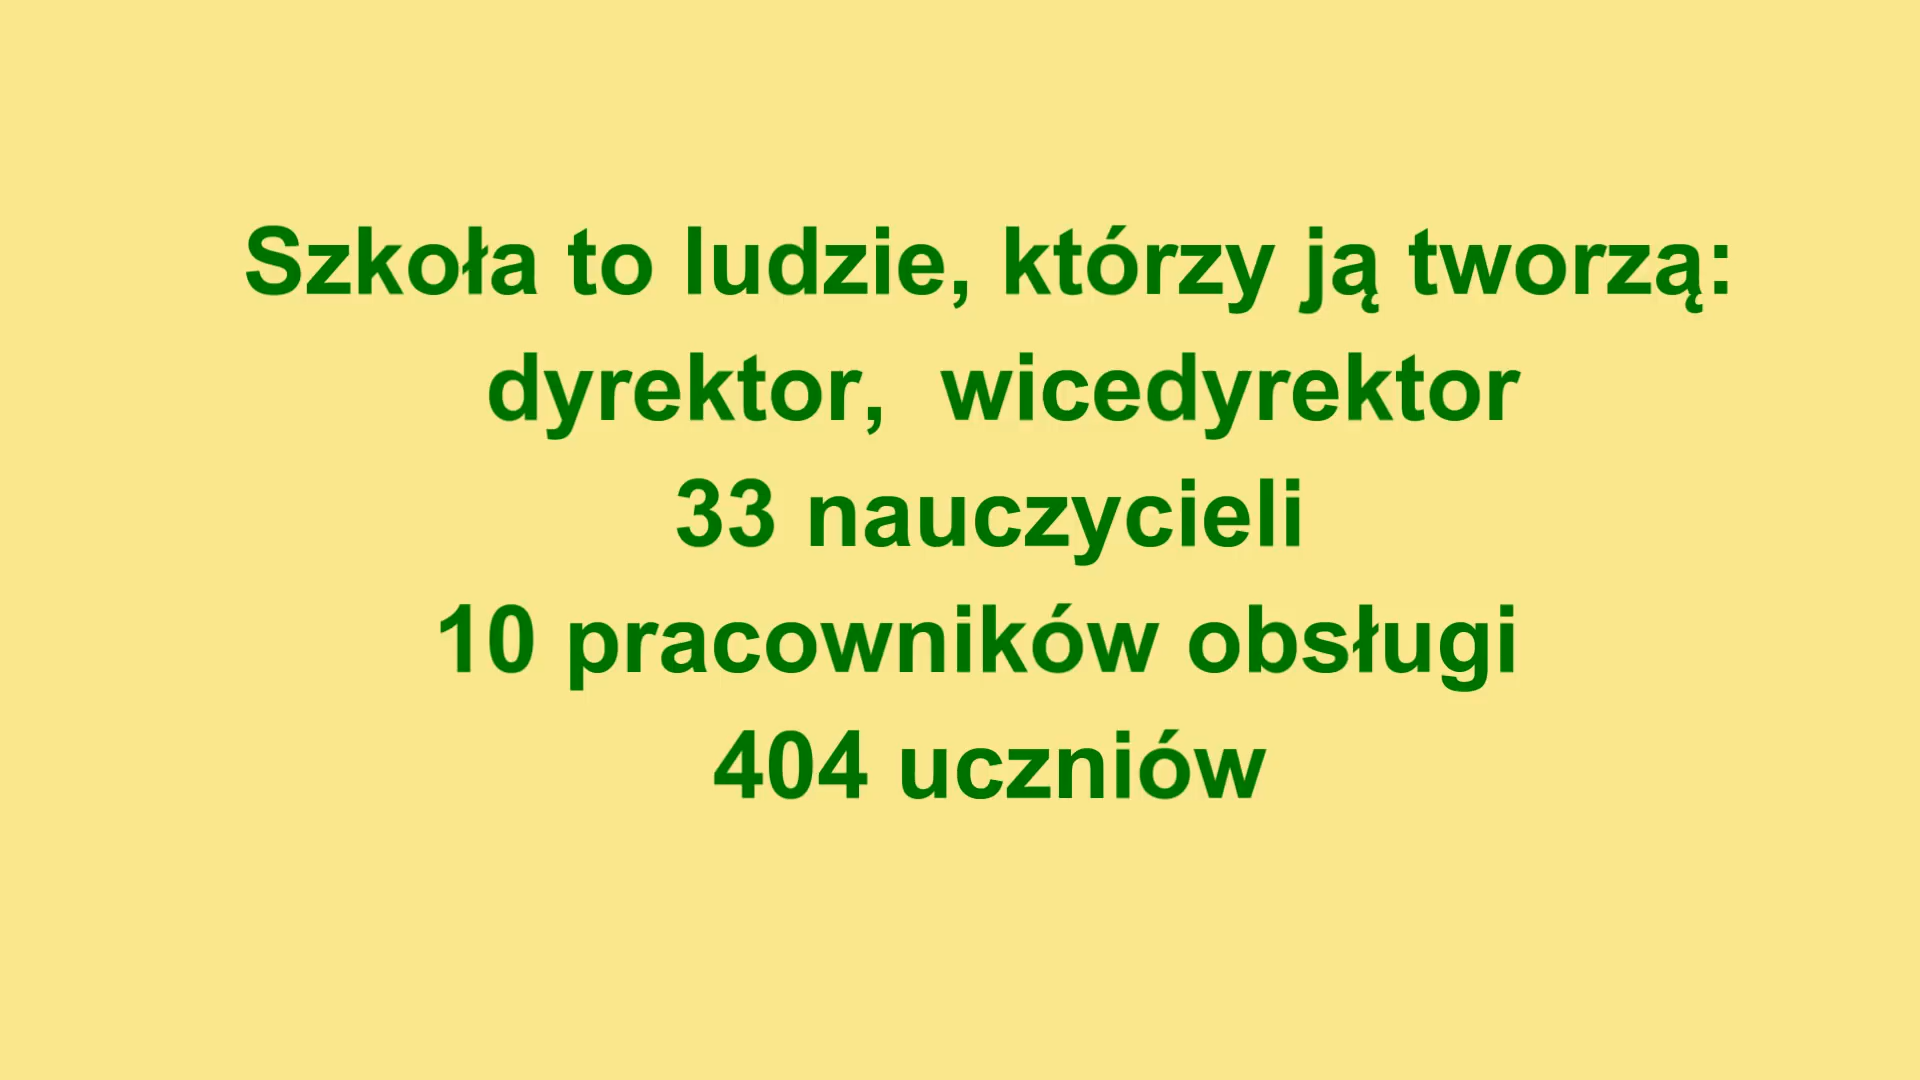 Szkoła to ludzie, którzy ją tworzą:
dyrektor,  wicedyrektor
33 nauczycieli
10 pracowników obsługi
404 uczniów